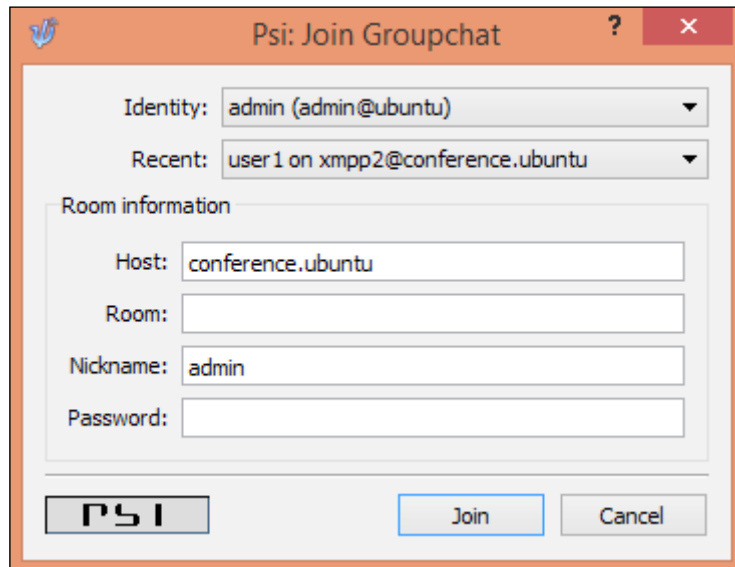 Psi: Join Groupchat ? ×
Identity: admin (admin@ubuntu)
Recent: user1 on xmpp2@conference.ubuntu
Room information
Host: conference.ubuntu
Room:
Nickname: admin
Password:
PSI Join Cancel